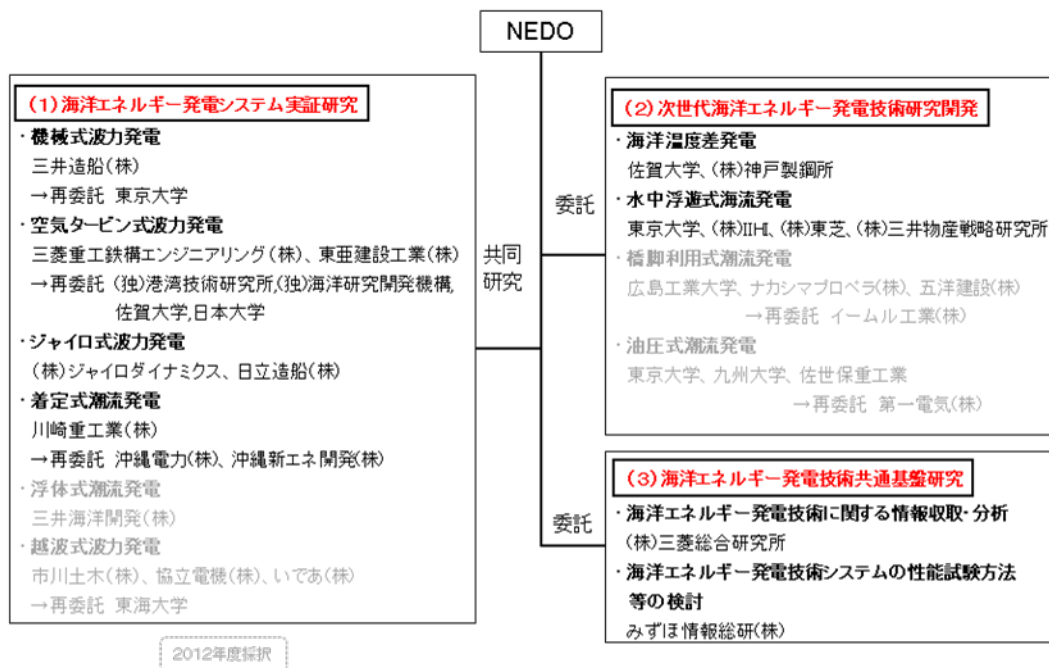 NEDO
(1)海洋エネルギー発電システム実証研究
・機械式波力発電
三井造船(株)
→再委託 東京大学
・空気タービン式波力発電
三菱重工鉄構エンジニアリング(株)、東亜建設工業(株)
→再委託 (独)港湾技術研究所,(独)海洋研究開発機構,
佐賀大学,日本大学
・ジャイロ式波力発電
(株)ジャイロダイナミクス、日立造船(株)
・着定式潮流発電
川崎重工業(株)
→再委託 沖縄電力(株)、沖縄新エネ開発(株)
・浮体式潮流発電
三井海洋開発(株)
・越波式波力発電
市川土木(株)、協立電機(株)、いであ(株)
→再委託 東海大学
2012年度採択
共同
研究
委託
(2)次世代海洋エネルギー発電技術研究開発
・海洋温度差発電
佐賀大学、(株)神戸製鋼所
・水中浮遊式海流発電
東京大学、(株)IIHI、(株)東芝、(株)三井物産戦略研究所
・橋脚利用式潮流発電
広島工業大学、ナカシマプロペラ(株)、五洋建設(株)
→再委託 イームル工業(株)
・油圧式潮流発電
東京大学、九州大学、佐世保重工業
→再委託 第一電気(株)
委託
(3)海洋エネルギー発電技術共通基盤研究
・海洋エネルギー発電技術に関する情報収取・分析
(株)三菱総合研究所
・海洋エネルギー発電技術システムの性能試験方法
等の検討
みずほ情報総研(株)